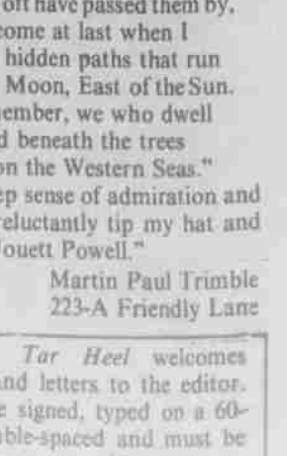 oft have passed them by,
come at last when I
hidden paths that run
Moon, East of the Sun.
ember, we who dwell
d beneath the trees
on the Western Seas."
ep sense of admiration and
reluctantly tip my hat and
ouett Powell."
Martin Paul Trimble
223-A Friendly Lane
Tar Heel welcomes
and letters to the editor.
e signed, typed on a 60-
ble-spaced and must be